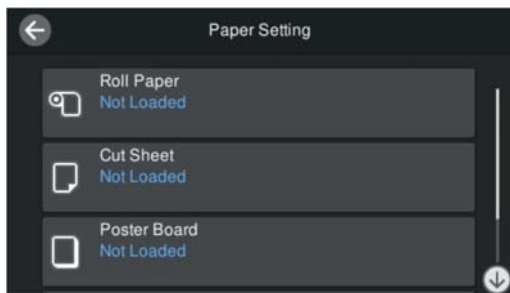 Paper Setting
Roll Paper
Not Loaded
Cut Sheet
Not Loaded
Poster Board
Not Loaded